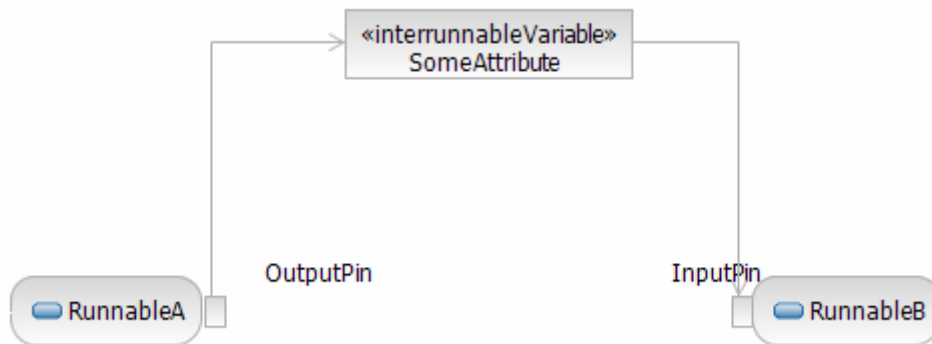 «interrunnableVariable»
SomeAttribute
OutputPin
InputPin
RunnableA
RunnableB